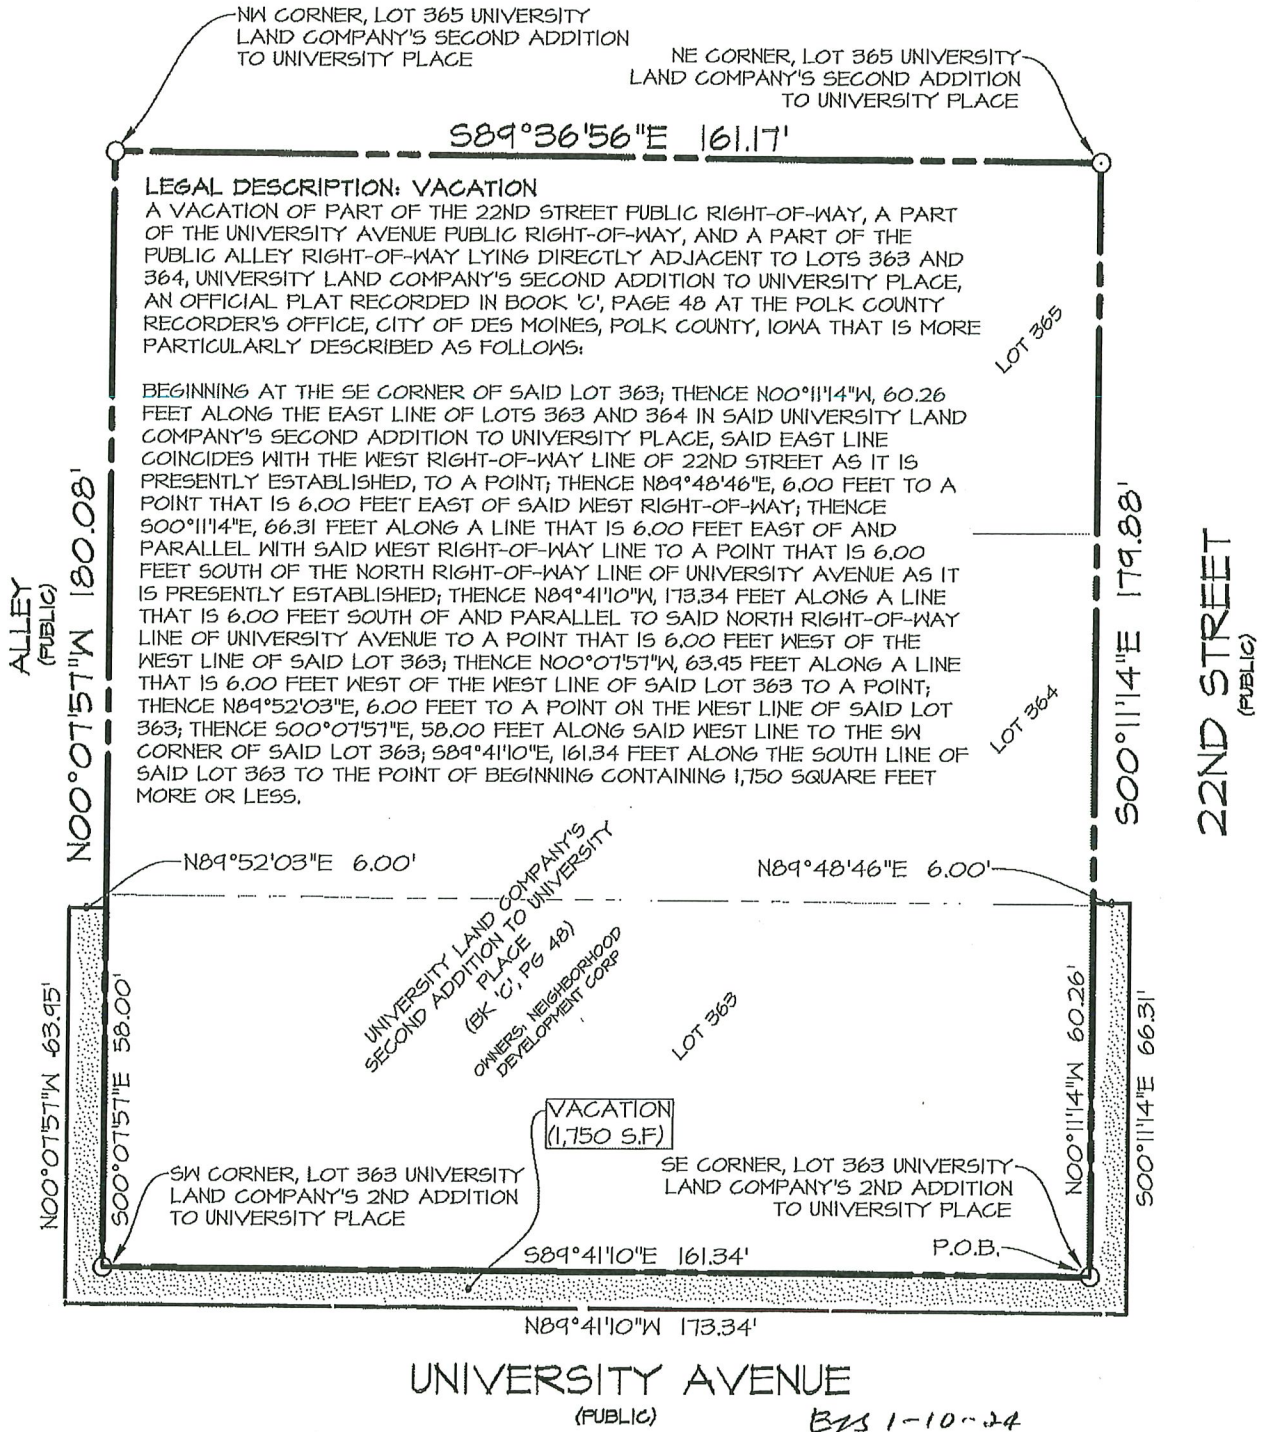 NW CORNER, LOT 365 UNIVERSITY
LAND COMPANY'S SECOND ADDITION
TO UNIVERSITY PLACE
NE CORNER, LOT 365 UNIVERSITY
LAND COMPANY'S SECOND ADDITION
TO UNIVERSITY PLACE
S89°36'56"E 161.17'
LEGAL DESCRIPTION: VACATION
A VACATION OF PART OF THE 22ND STREET PUBLIC RIGHT-OF-WAY, A PART
OF THE UNIVERSITY AVENUE PUBLIC RIGHT-OF-WAY, AND A PART OF THE
PUBLIC ALLEY RIGHT-OF-WAY LYING DIRECTLY ADJACENT TO LOTS 363 AND
364, UNIVERSITY LAND COMPANY'S SECOND ADDITION TO UNIVERSITY PLACE,
AN OFFICIAL PLAT RECORDED IN BOOK 'C', PAGE 48 AT THE POLK COUNTY
RECORDER'S OFFICE, CITY OF DES MOINES, POLK COUNTY, IOWA THAT IS MORE
PARTICULARLY DESCRIBED AS FOLLOWS:
BEGINNING AT THE SE CORNER OF SAID LOT 363; THENCE N00°11'14"W, 60.26
FEET ALONG THE EAST LINE OF LOTS 363 AND 364 IN SAID UNIVERSITY LAND
COMPANY'S SECOND ADDITION TO UNIVERSITY PLACE, SAID EAST LINE
COINCIDES WITH THE WEST RIGHT-OF-WAY LINE OF 22ND STREET AS IT IS
PRESENTLY ESTABLISHED, TO A POINT; THENCE N89°48'46"E, 6.00 FEET TO A
POINT THAT IS 6.00 FEET EAST OF SAID WEST RIGHT-OF-WAY; THENCE
S00°11'14"E, 66.31 FEET ALONG A LINE THAT IS 6.00 FEET EAST OF AND
PARALLEL WITH SAID WEST RIGHT-OF-WAY LINE TO A POINT THAT IS 6.00
FEET SOUTH OF THE NORTH RIGHT-OF-WAY LINE OF UNIVERSITY AVENUE AS IT
IS PRESENTLY ESTABLISHED; THENCE N89°41'10"W, 173.34 FEET ALONG A LINE
THAT IS 6.00 FEET SOUTH OF AND PARALLEL TO SAID NORTH RIGHT-OF-WAY
LINE OF UNIVERSITY AVENUE TO A POINT THAT IS 6.00 FEET WEST OF THE
WEST LINE OF SAID LOT 363; THENCE N00°07'57"W, 63.95 FEET ALONG A LINE
THAT IS 6.00 FEET WEST OF THE WEST LINE OF SAID LOT 363 TO A POINT;
THENCE N89°52'03"E, 6.00 FEET TO A POINT ON THE WEST LINE OF SAID LOT
363; THENCE S00°07'57"E, 58.00 FEET ALONG SAID WEST LINE TO THE SW
CORNER OF SAID LOT 363; S89°41'10"E, 161.34 FEET ALONG THE SOUTH LINE OF
SAID LOT 363 TO THE POINT OF BEGINNING CONTAINING 1,750 SQUARE FEET
MORE OR LESS.
LOT 365
LOT 364
ALLEY
(PUBLIC)
N00°07'57"W 180.08'
S00°11'14"E 179.88'
22ND STREET
(PUBLIC)
N89°52'03"E 6.00'
N89°48'46"E 6.00'
UNIVERSITY LAND COMPANY'S
SECOND ADDITION TO UNIVERSITY
PLACE
(BK 'C', PG 48)
OWNERS: NEIGHBORHOOD
DEVELOPMENT CORP
LOT 363
N00°07'57"W 63.95'
S00°07'57"E 58.00'
N00°11'14"W 60.26'
S00°11'14"E 66.31'
VACATION
(1,750 S.F)
SW CORNER, LOT 363 UNIVERSITY
LAND COMPANY'S 2ND ADDITION
TO UNIVERSITY PLACE
SE CORNER, LOT 363 UNIVERSITY
LAND COMPANY'S 2ND ADDITION
TO UNIVERSITY PLACE
P.O.B.
S89°41'10"E 161.34'
N89°41'10"W 173.34'
UNIVERSITY AVENUE
(PUBLIC)
1-10-24